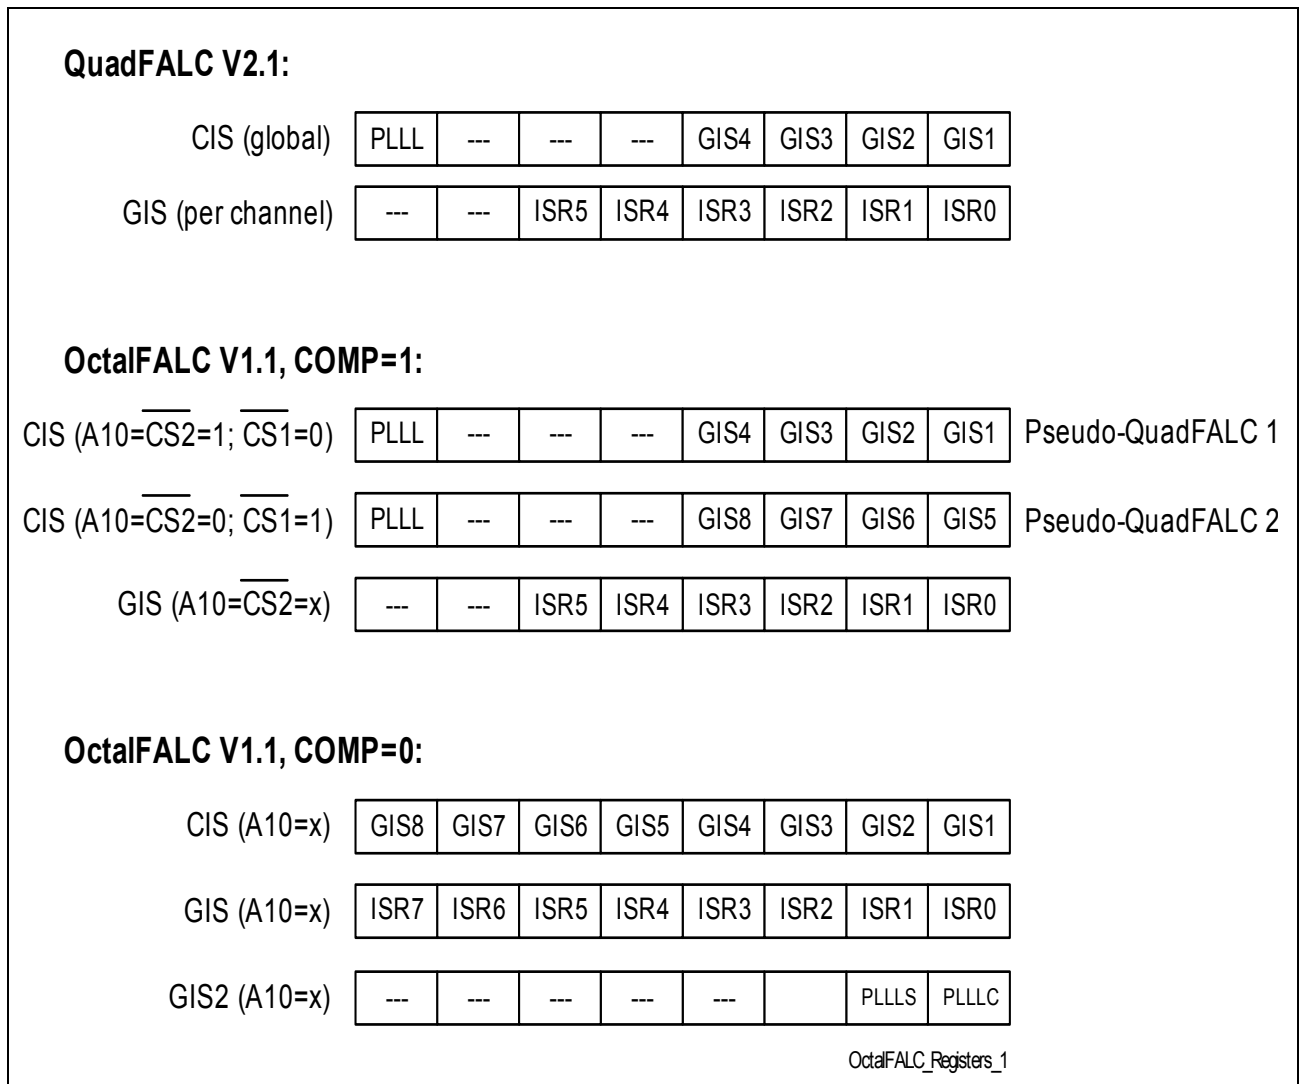 QuadFALC V2.1:
CIS (global) PLLL --- --- --- GIS4 GIS3 GIS2 GIS1
GIS (per channel) --- --- ISR5 ISR4 ISR3 ISR2 ISR1 ISR0
OctalFALC V1.1, COMP=1:
CIS (A10=CS2=1; CS1=0) PLLL --- --- --- GIS4 GIS3 GIS2 GIS1 Pseudo-QuadFALC 1
CIS (A10=CS2=0; CS1=1) PLLL --- --- --- GIS8 GIS7 GIS6 GIS5 Pseudo-QuadFALC 2
GIS (A10=CS2=x) --- --- ISR5 ISR4 ISR3 ISR2 ISR1 ISR0
OctalFALC V1.1, COMP=0:
CIS (A10=x) GIS8 GIS7 GIS6 GIS5 GIS4 GIS3 GIS2 GIS1
GIS (A10=x) ISR7 ISR6 ISR5 ISR4 ISR3 ISR2 ISR1 ISR0
GIS2 (A10=x) --- --- --- --- --- PLLLS PLLLC
OctalFALC_Registers_1